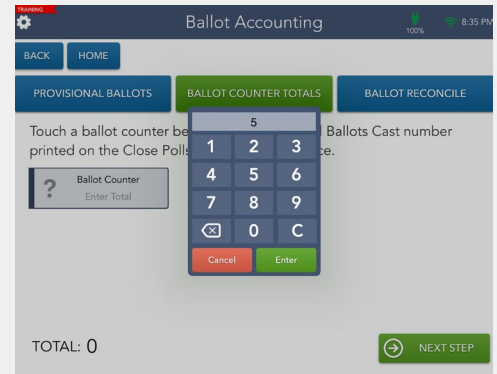 TRAINING
Ballot Accounting
100%
8:35 PM
BACK
HOME
PROVISIONAL BALLOTS
BALLOT COUNTER TOTALS
BALLOT RECONCILE
Touch a ballot counter be
Ballots Cast number
printed on the Close Polls
ce.
?
Ballot Counter
Enter Total
5
1 2 3
4 5 6
7 8 9
0 C
Cancel
Enter
TOTAL: 0
NEXT STEP